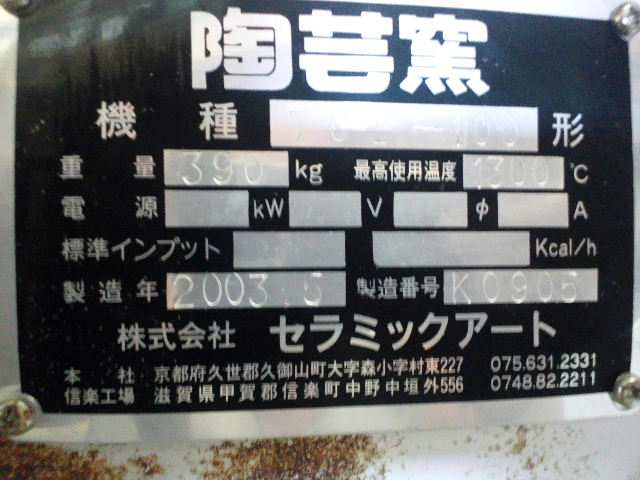 陶芸窯
機種 形
重量 390 kg 最高使用温度 1300 ℃
電源 kW V φ A
標準インプット Kcal/h
製造年 2003.5 製造番号 K0905
株式会社 セラミックアート
本社 京都府久世郡久御山町大字森小字村東227 075.631.2331
信楽工場 滋賀県甲賀郡信楽町中野中垣外556 0748.82.2211